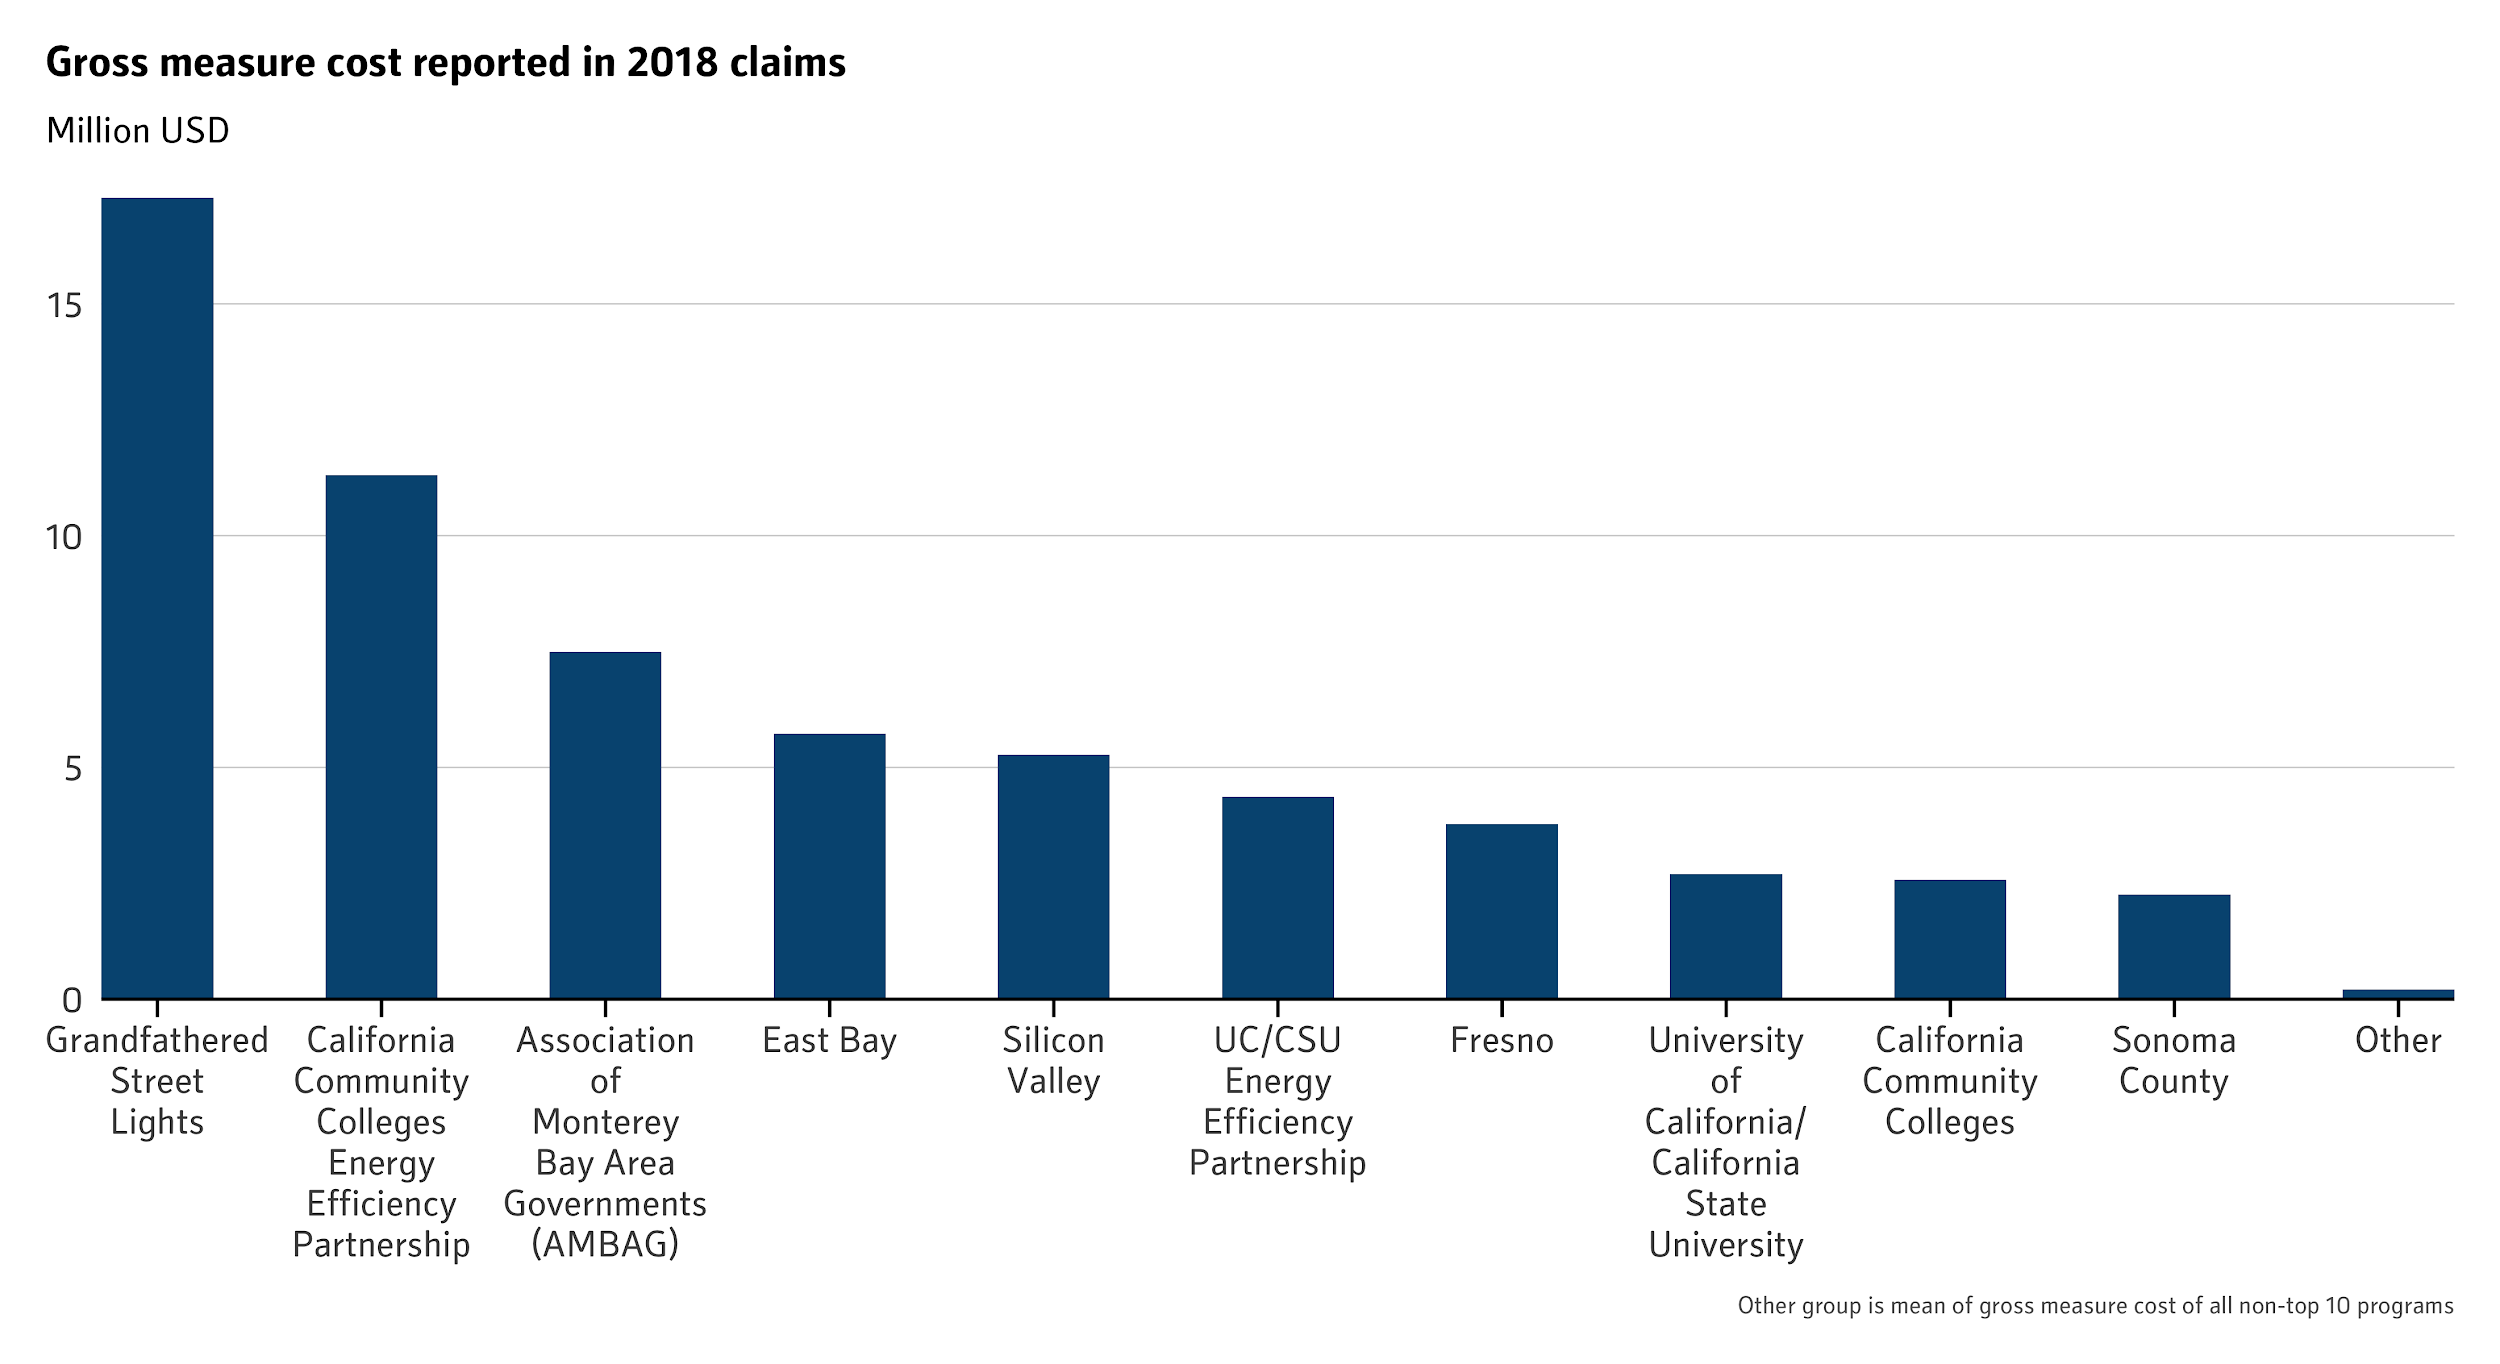 Gross measure cost reported in 2018 claims
Million USD
15
10
5
0
Grandfathered
Street
Lights
California
Community
Colleges
Energy
Efficiency
Partnership
Association
of
Monterey
Bay Area
Governments
(AMBAG)
East Bay
Silicon
Valley
UC/CSU
Energy
Efficiency
Partnership
Fresno
University
of
California/
California
State
University
California
Community
Colleges
Sonoma
County
Other
Other group is mean of gross measure cost of all non-top 10 programs